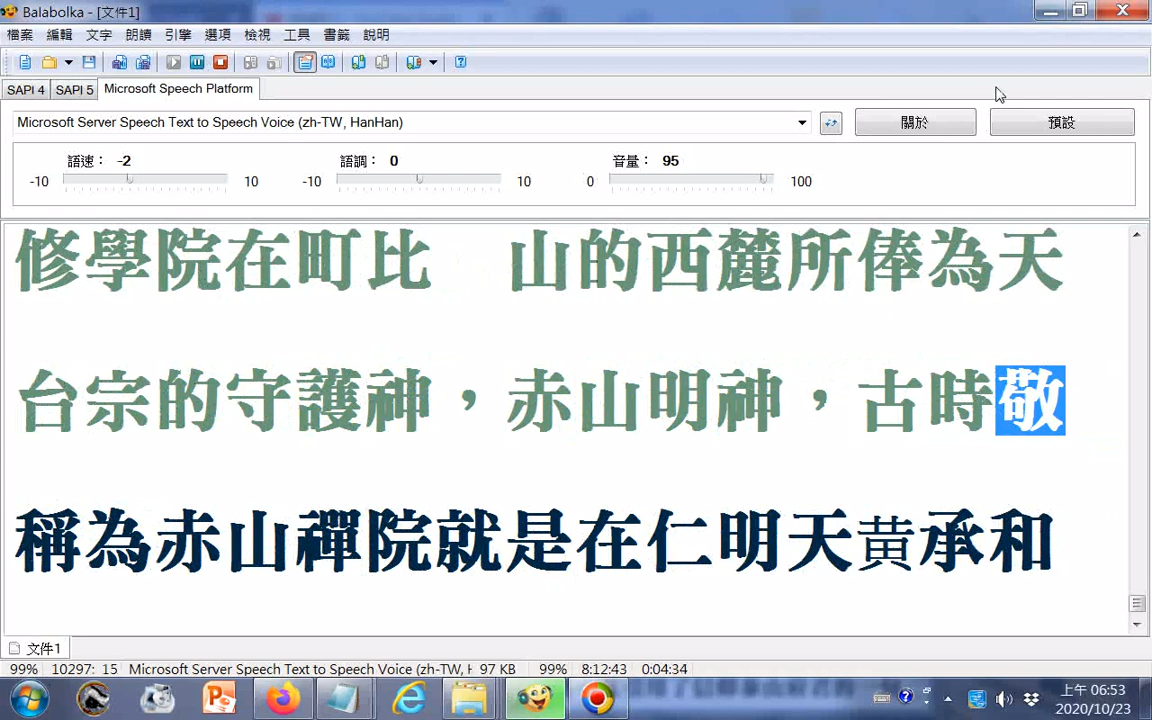 Balabolka - [文件1]
檔案 編輯 文字 朗讀 引擎 選項 檢視 工具 書籤 說明
SAPI 4 SAPI 5 Microsoft Speech Platform
Microsoft Server Speech Text to Speech Voice (zh-TW, HanHan) 關於 預設
語速： -2 語調： 0 音量： 95
-10 10 -10 10 0 100
修學院在町比 山的西麓所俸為天
台宗的守護神，赤山明神，古時敬
稱為赤山禪院就是在仁明天黄承和
文件1
99% 10297: 15 Microsoft Server Speech Text to Speech Voice (zh-TW, H 97 KB 99% 8:12:43 0:04:34
上午 06:53
2020/10/23